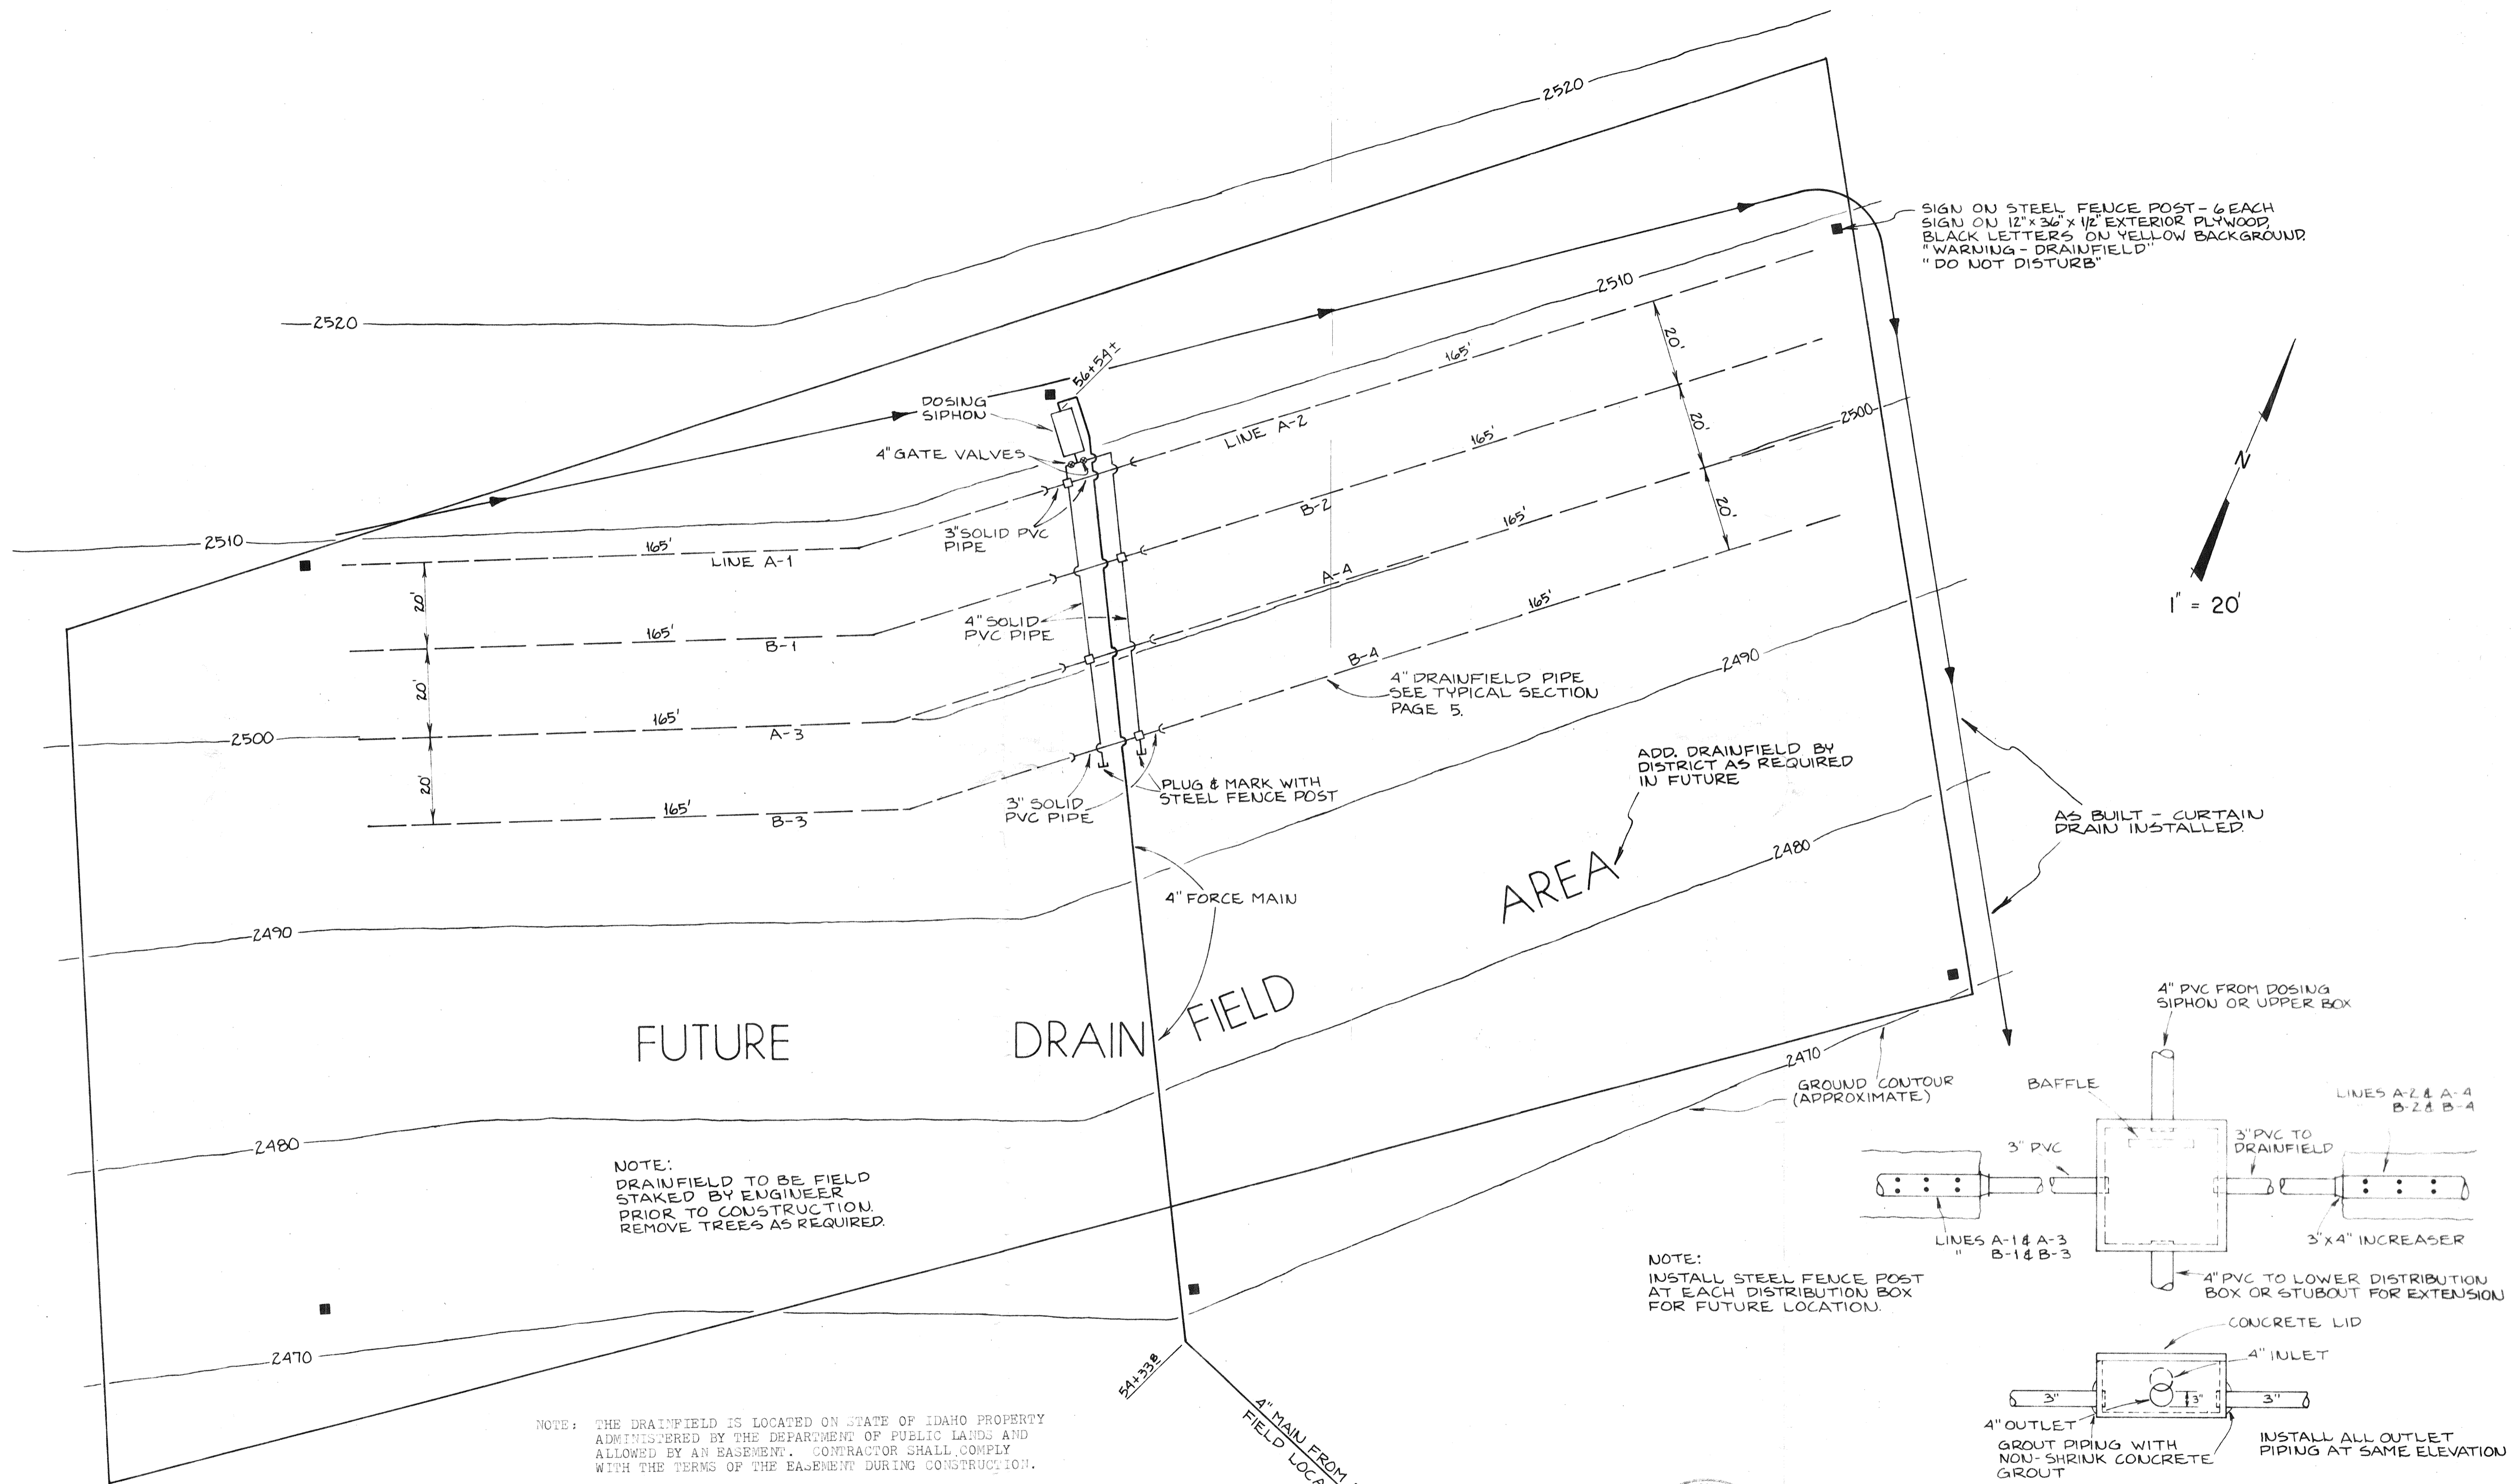 2520
2520
SIGN ON STEEL FENCE POST - 6 EACH
SIGN ON 12" x 36" x 1/2" EXTERIOR PLYWOOD,
BLACK LETTERS ON YELLOW BACKGROUND.
"WARNING - DRAINFIELD"
"DO NOT DISTURB"
2510
20'
165'
56+54±
DOSING
SIPHON
LINE A-2
2500
20'
165'
4" GATE VALVES
N
B-2
20'
165'
3" SOLID PVC
PIPE
2510
165'
LINE A-1
1" = 20'
A-4
165'
20'
4" SOLID
PVC PIPE
165'
B-1
B-4
2490
4" DRAINFIELD PIPE
SEE TYPICAL SECTION
PAGE 5.
20'
165'
A-3
2500
ADD. DRAINFIELD BY
DISTRICT AS REQUIRED
IN FUTURE
20'
PLUG & MARK WITH
STEEL FENCE POST
3" SOLID
PVC PIPE
165'
B-3
AS BUILT - CURTAIN
DRAIN INSTALLED.
2480
4" FORCE MAIN
AREA
2490
FUTURE DRAIN FIELD
4" PVC FROM DOSING
SIPHON OR UPPER BOX
2470
GROUND CONTOUR
(APPROXIMATE)
BAFFLE
LINES A-2 & A-4
B-2 & B-4
3" PVC
3" PVC TO
DRAINFIELD
2480
NOTE:
DRAINFIELD TO BE FIELD
STAKED BY ENGINEER
PRIOR TO CONSTRUCTION.
REMOVE TREES AS REQUIRED.
LINES A-1 & A-3
" B-1 & B-3
3" x 4" INCREASER
NOTE:
INSTALL STEEL FENCE POST
AT EACH DISTRIBUTION BOX
FOR FUTURE LOCATION.
4" PVC TO LOWER DISTRIBUTION
BOX OR STUBOUT FOR EXTENSION
CONCRETE LID
4" INLET
2470
3"
3"
3"
54+33
4" OUTLET
GROUT PIPING WITH
NON-SHRINK CONCRETE
GROUT
INSTALL ALL OUTLET
PIPING AT SAME ELEVATION
4" MAIN FROM
FIELD
NOTE: THE DRAINFIELD IS LOCATED ON STATE OF IDAHO PROPERTY
ADMINISTERED BY THE DEPARTMENT OF PUBLIC LANDS AND
ALLOWED BY AN EASEMENT. CONTRACTOR SHALL COMPLY
WITH THE TERMS OF THE EASEMENT DURING CONSTRUCTION.